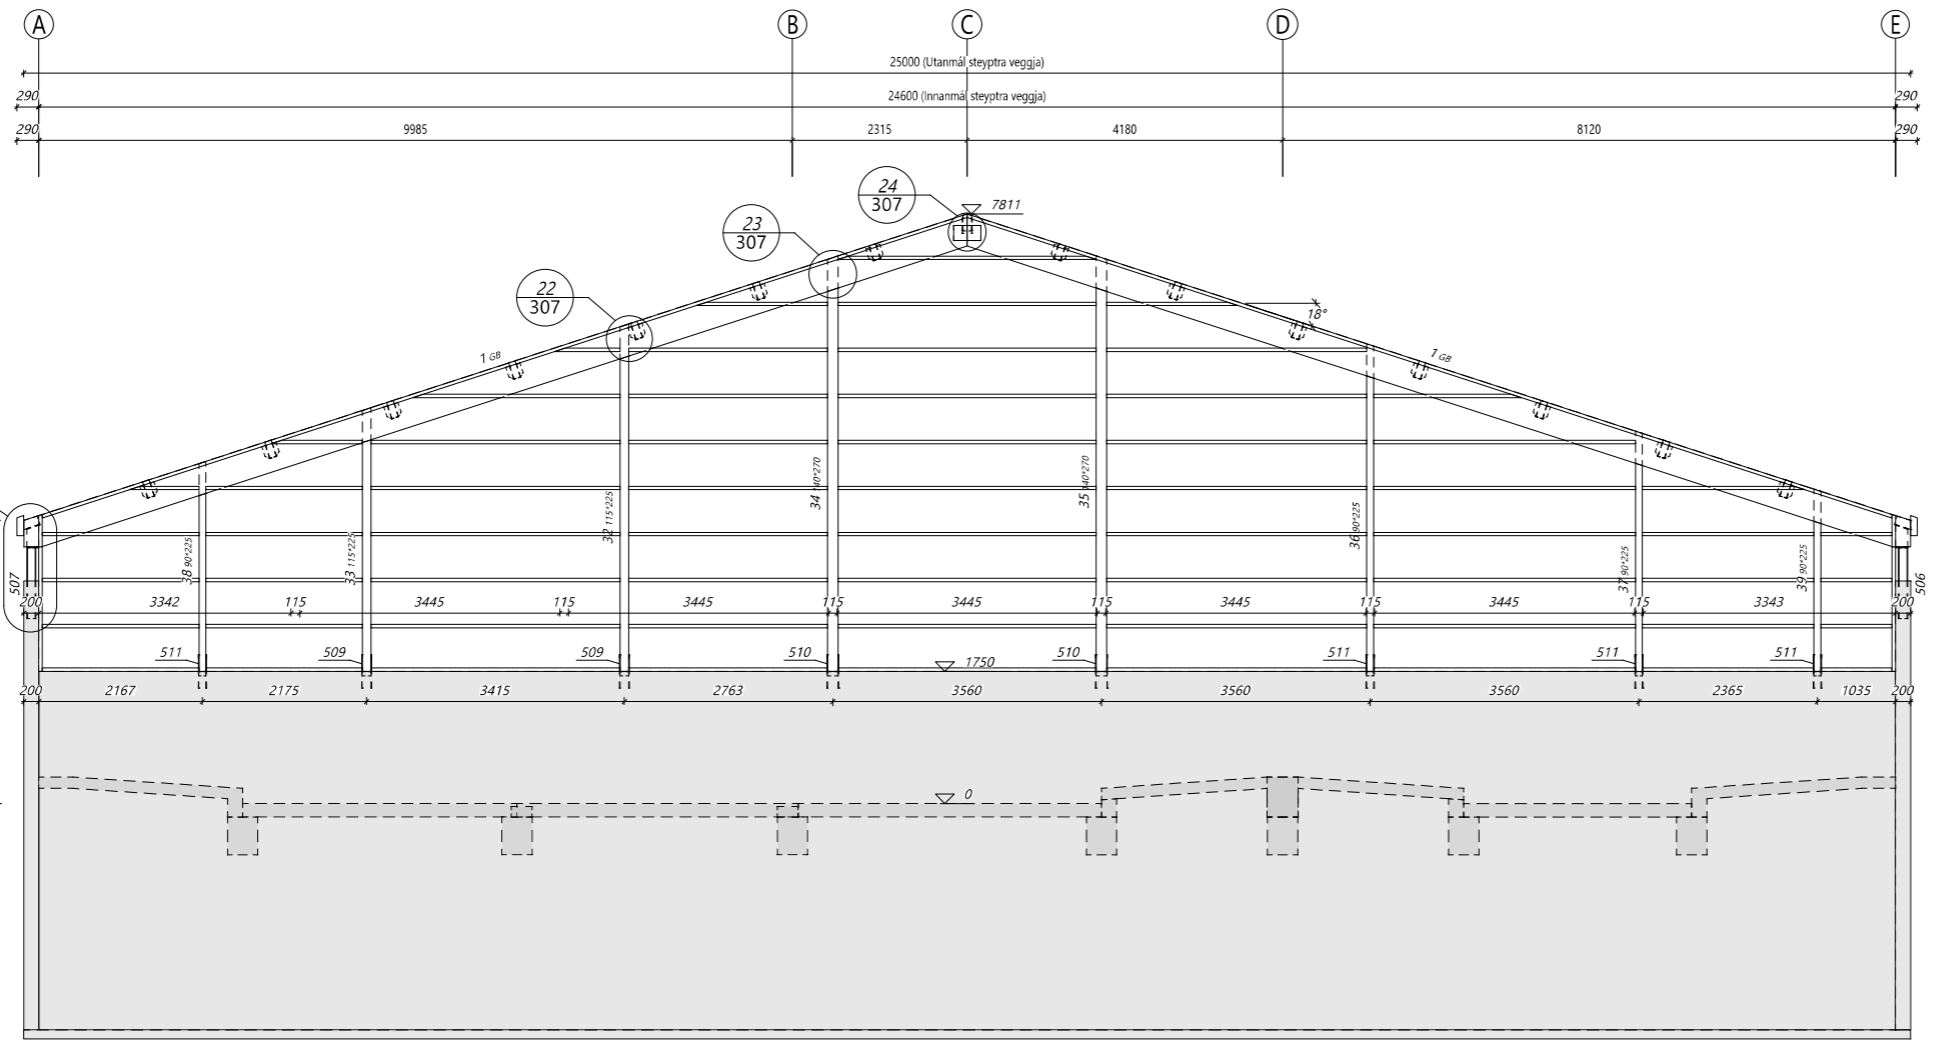 A B C D E
25000 (Utanmál steyptra veggja)
290 24600 (Innanmál steyptra veggja) 290
290 9985 2315 4180 8120 290
24
307
7811
23
307
22
307
18°
1 GB
1 GB
34
35 140*270
32 115*225
36 90*225
38 90*225
33 115*225
37 90*225
39 90*225
507
506
200 3342 115 3445 115 3445 115 3445 115 3445 115 3445 115 3343 200
511 509 509 510 1750 510 511 511 511
200 2167 2175 3415 2763 3560 3560 3560 2365 1035 200
0